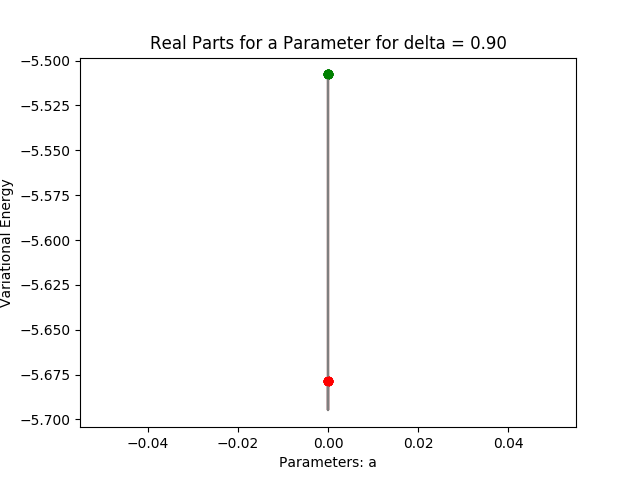 Real Parts for a Parameter for delta = 0.90
−5.500
−5.525
−5.550
−5.575
−5.600
−5.625
−5.650
−5.675
−5.700
Variational Energy
−0.04 −0.02 0.00 0.02 0.04
Parameters: a